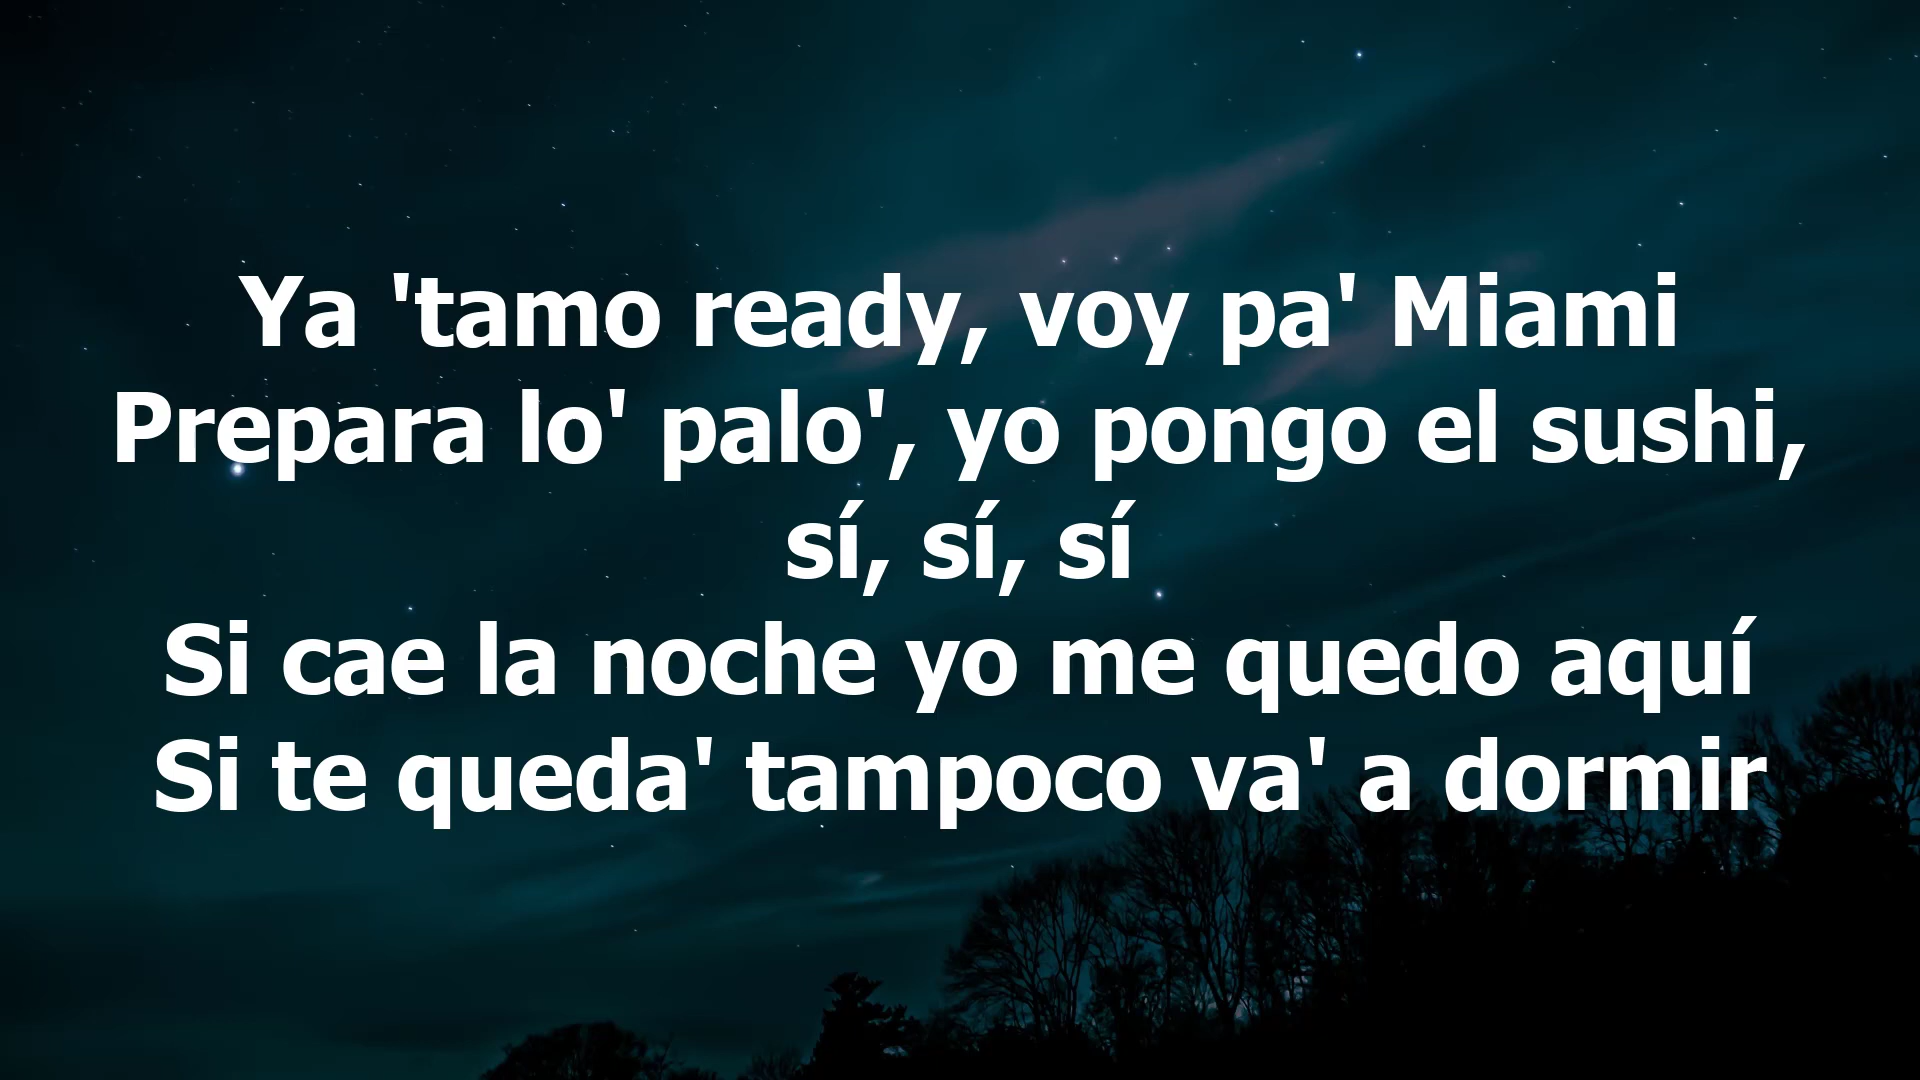 Ya 'tamo ready, voy pa' Miami
Prepara lo' palo', yo pongo el sushi,
sí, sí, sí
Si cae la noche yo me quedo aquí
Si te queda' tampoco va' a dormir